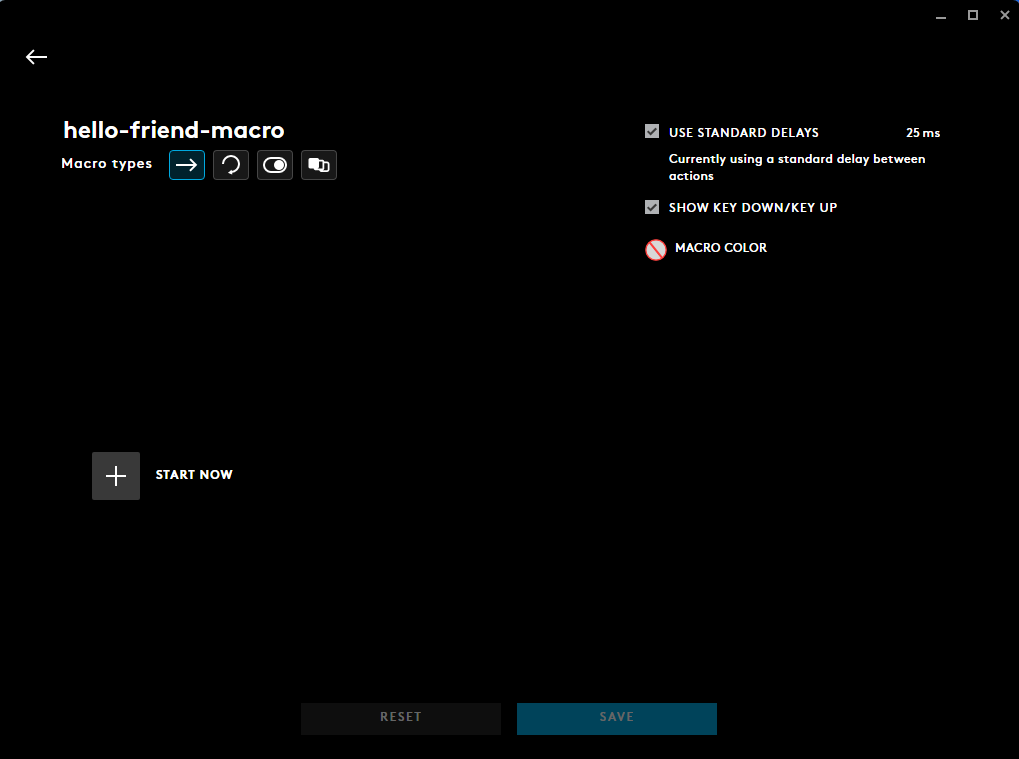 hello-friend-macro
Macro types
USE STANDARD DELAYS 25 ms
Currently using a standard delay between
actions
SHOW KEY DOWN/KEY UP
MACRO COLOR
START NOW
RESET SAVE